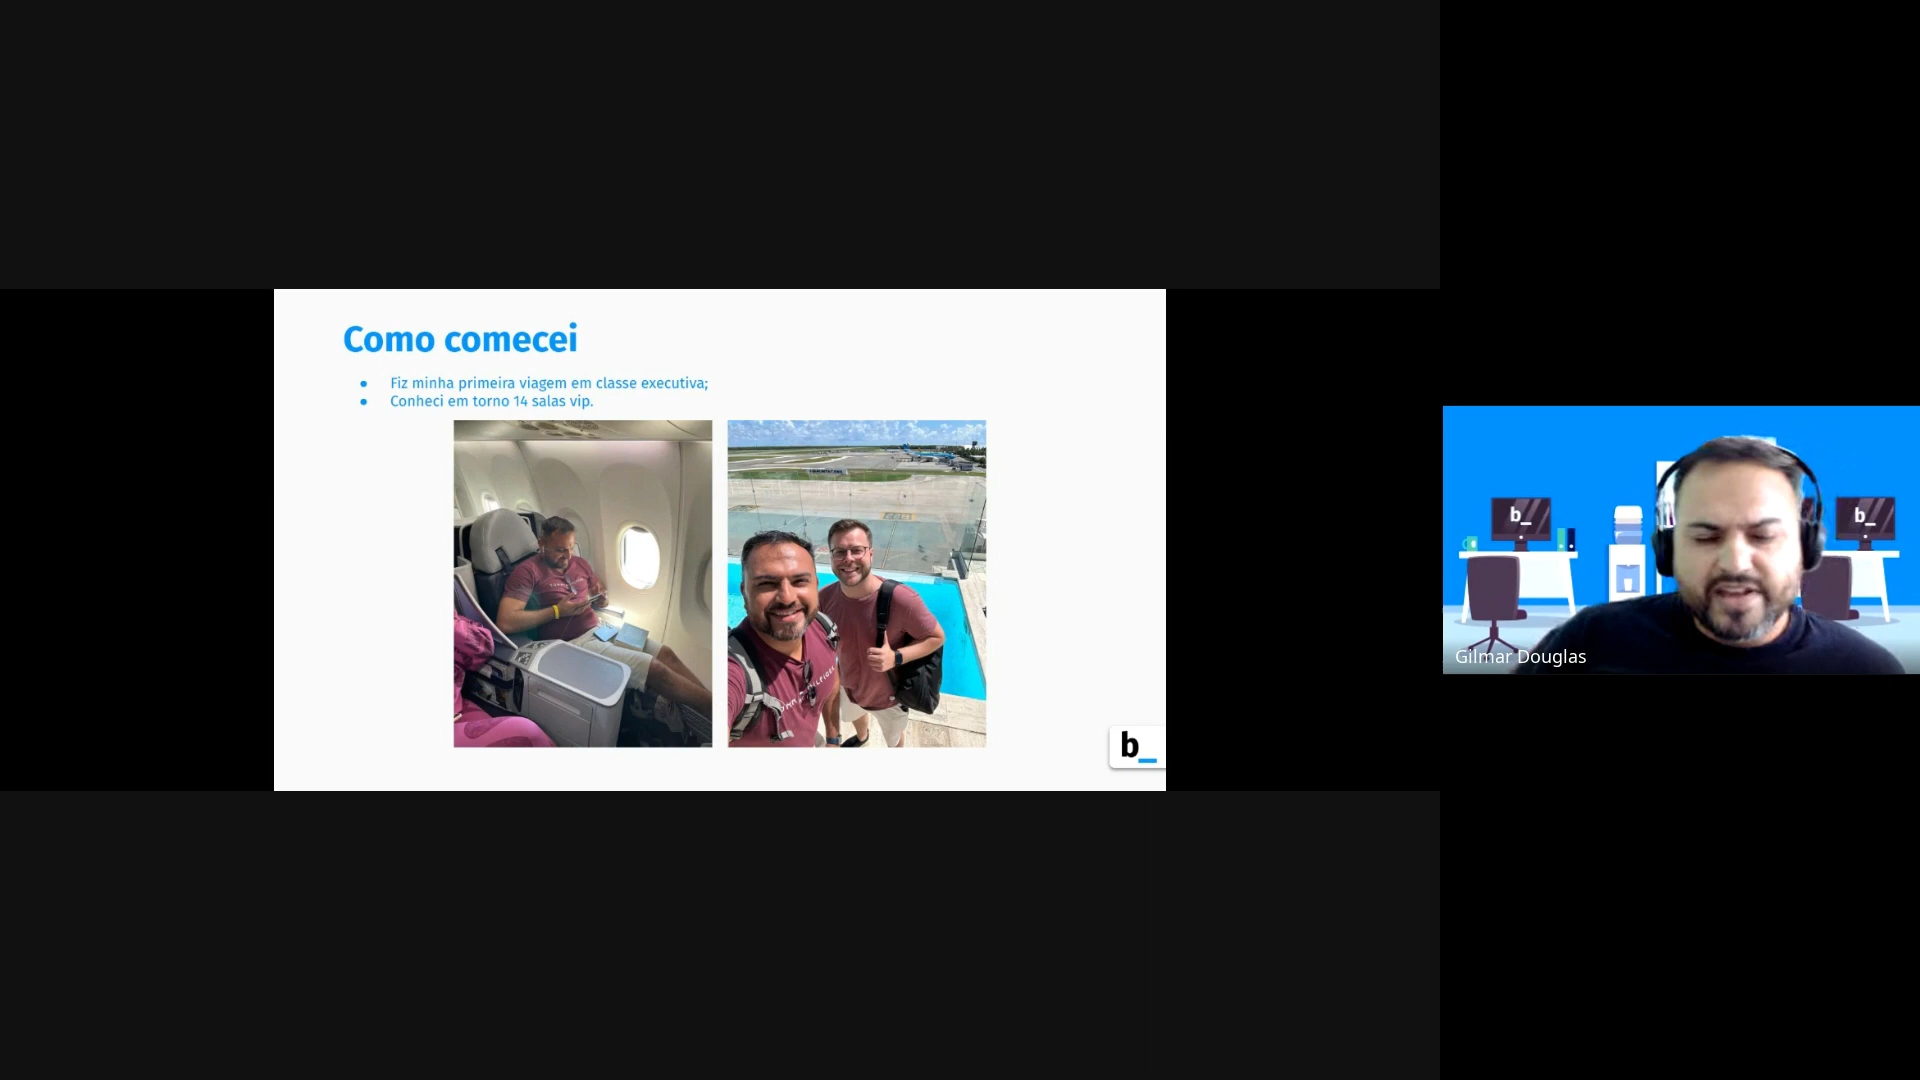 Como comecei
● Fiz minha primeira viagem em classe executiva;
● Conheci em torno 14 salas vip.
b_
b_
b_
Gilmar Douglas